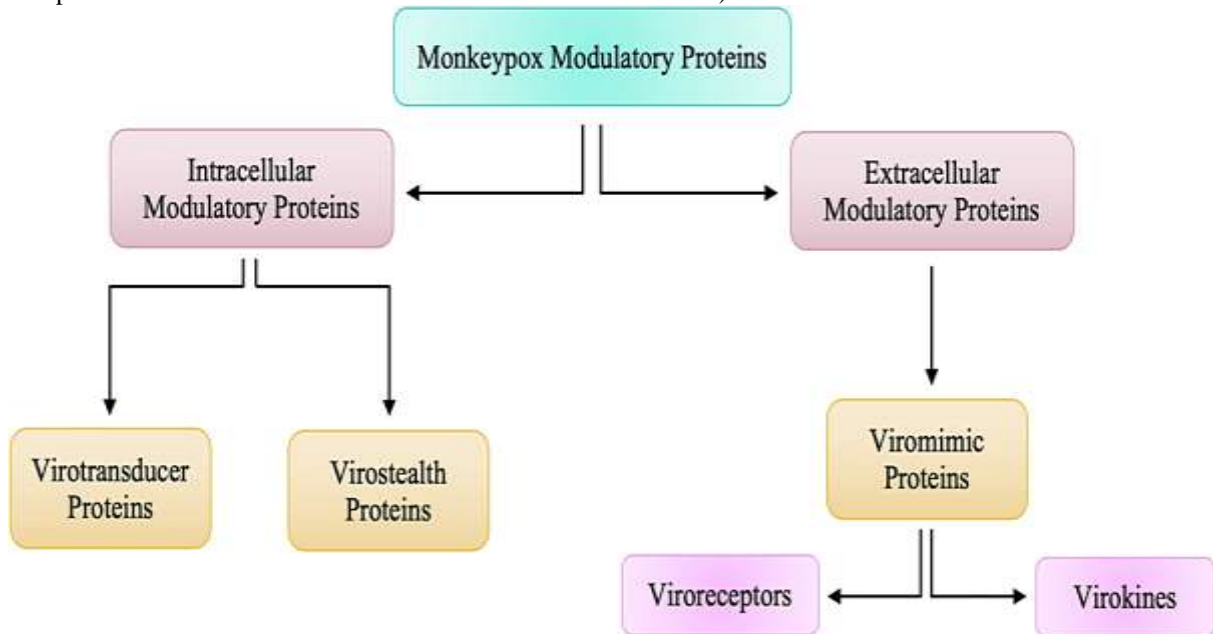 Monkeypox Modulatory Proteins
Intracellular
Modulatory Proteins
Extracellular
Modulatory Proteins
Virotransducer
Proteins
Virostealth
Proteins
Viromimic
Proteins
Viroreceptors
Virokines